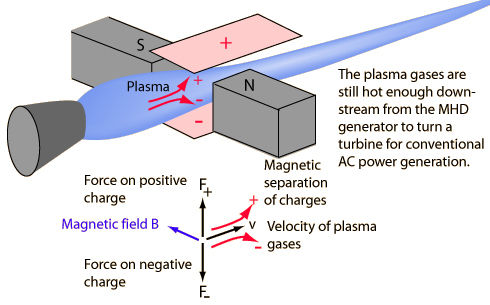 S
+
Plasma
+
-
N
-
The plasma gases are
still hot enough down-
stream from the MHD
generator to turn a
turbine for conventional
AC power generation.
Magnetic
separation
of charges
Force on positive
charge
F+
+
Magnetic field B
v
Velocity of plasma
gases
-
Force on negative
charge
F-